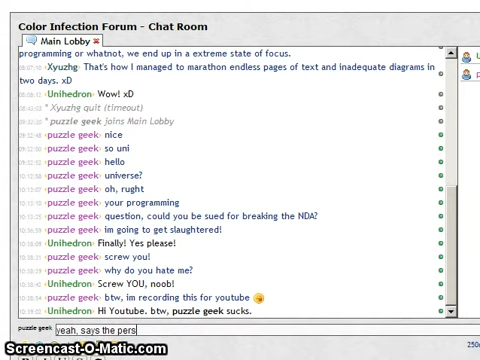 Color Infection Forum - Chat Room
Main Lobby
programming or whatnot, we end up in a extreme state of focus.
Xyuzhg› That's how I managed to marathon endless pages of text and inadequate diagrams in
two days. xD
Unihedron› Wow! xD
* Xyuzhg quit (timeout)
* puzzle geek joins Main Lobby
puzzle geek› nice
puzzle geek› so uni
puzzle geek› hello
puzzle geek› universe?
puzzle geek› oh, rught
puzzle geek› your programming
puzzle geek› question, could you be sued for breaking the NDA?
puzzle geek› im going to get slaughtered!
Unihedron› Finally! Yes please!
puzzle geek› screw you!
puzzle geek› why do you hate me?
Unihedron› Screw YOU, noob!
puzzle geek› btw, im recording this for youtube
Unihedron› Hi Youtube. btw, puzzle geek sucks.
puzzle geek yeah, says the pers
Screencast-O-Matic.com